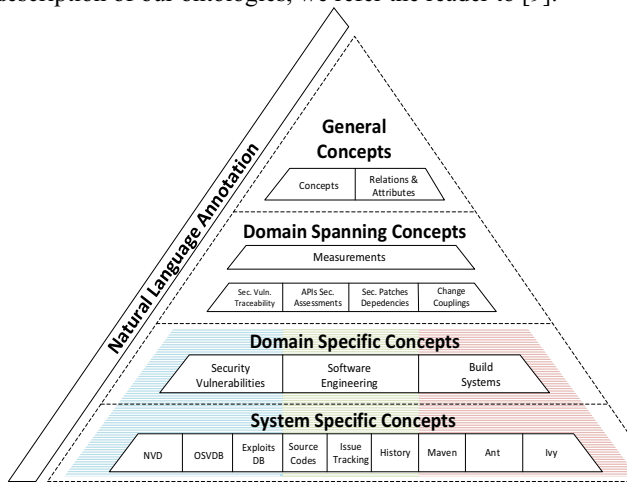 description of our ontologies, we refer the reader to [9].
Natural Language Annotation
General
Concepts
Concepts
Relations &
Attributes
Domain Spanning Concepts
Measurements
Sec. Vuln.
Traceability
APIs Sec.
Assessments
Sec. Patches
Depedencies
Change
Couplings
Domain Specific Concepts
Security
Vulnerabilities
Software
Engineering
Build
Systems
System Specific Concepts
NVD
OSVDB
Exploits
DB
Source
Codes
Issue
Tracking
History
Maven
Ant
Ivy